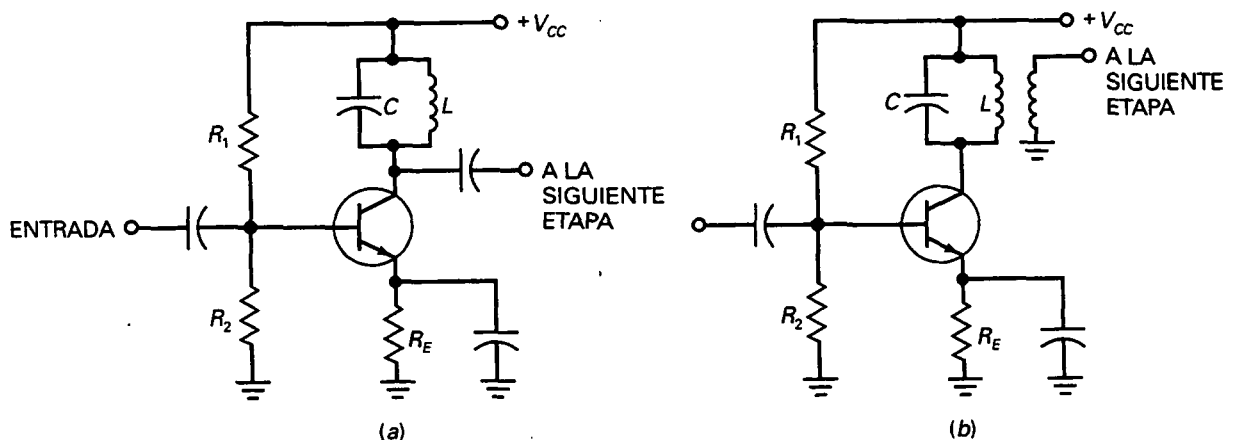 +V_CC
C
L
R_1
A LA
SIGUIENTE
ETAPA
ENTRADA
R_2
R_E
(a)
+V_CC
A LA
SIGUIENTE
ETAPA
C
L
R_1
R_2
R_E
(b)